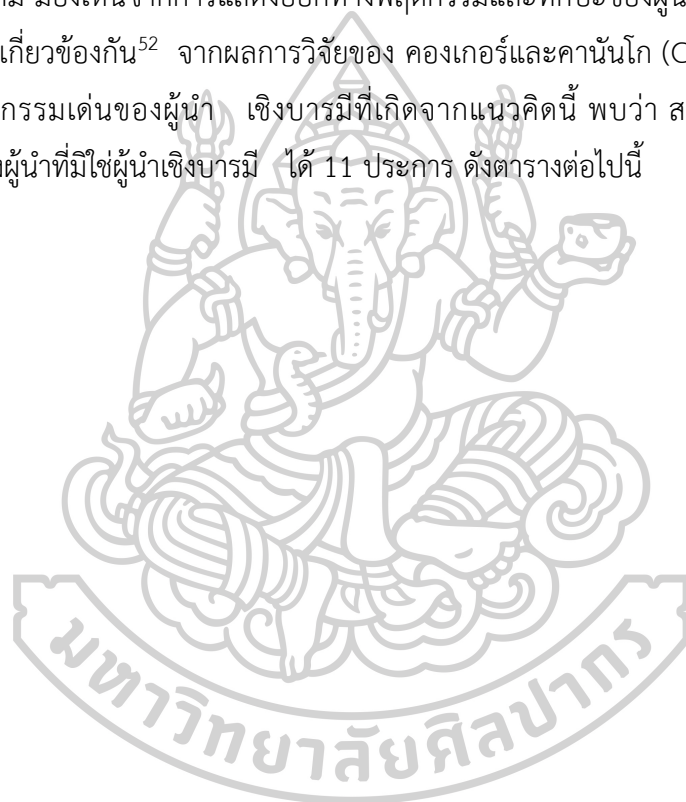 มองเห็นจากการแสดงออกทางพฤติกรรมและทักษะของผู้นำ
เกี่ยวข้องกัน52 จากผลการวิจัยของ คองเกอร์และคานันโก (C
กรรมเด่นของผู้นำ เชิงบารมีที่เกิดจากแนวคิดนี้ พบว่า ส
ผู้นำที่มิใช่ผู้นำเชิงบารมี ได้ 11 ประการ ดังตารางต่อไปนี้
มหาวิทยาลัยศิลปากร